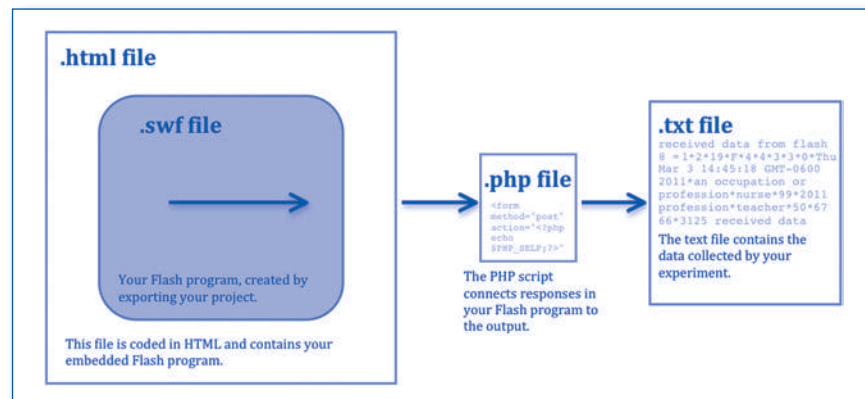 .html file
.swf file
Your Flash program, created by
exporting your project.
This file is coded in HTML and contains your
embedded Flash program.
.php file
<form
method="post"
action="<?php
echo
$PHP_SELF;?>"
The PHP script
connects responses in
your Flash program to
the output.
.txt file
received data from flash
8 =1*2*19*F*4*4*3*3*0*Thu
Mar 3 14:45:18 GMT-0600
2011*an occupation or
profession*nurse*99*2011
profession*teacher*50*67
66*3125 received data
The text file contains the
data collected by your
experiment.